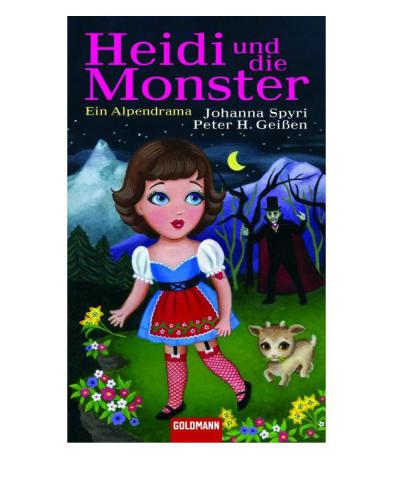 Heidi und die
Monster
Ein Alpendrama
Johanna Spyri
Peter H. Geißen
GOLDMANN